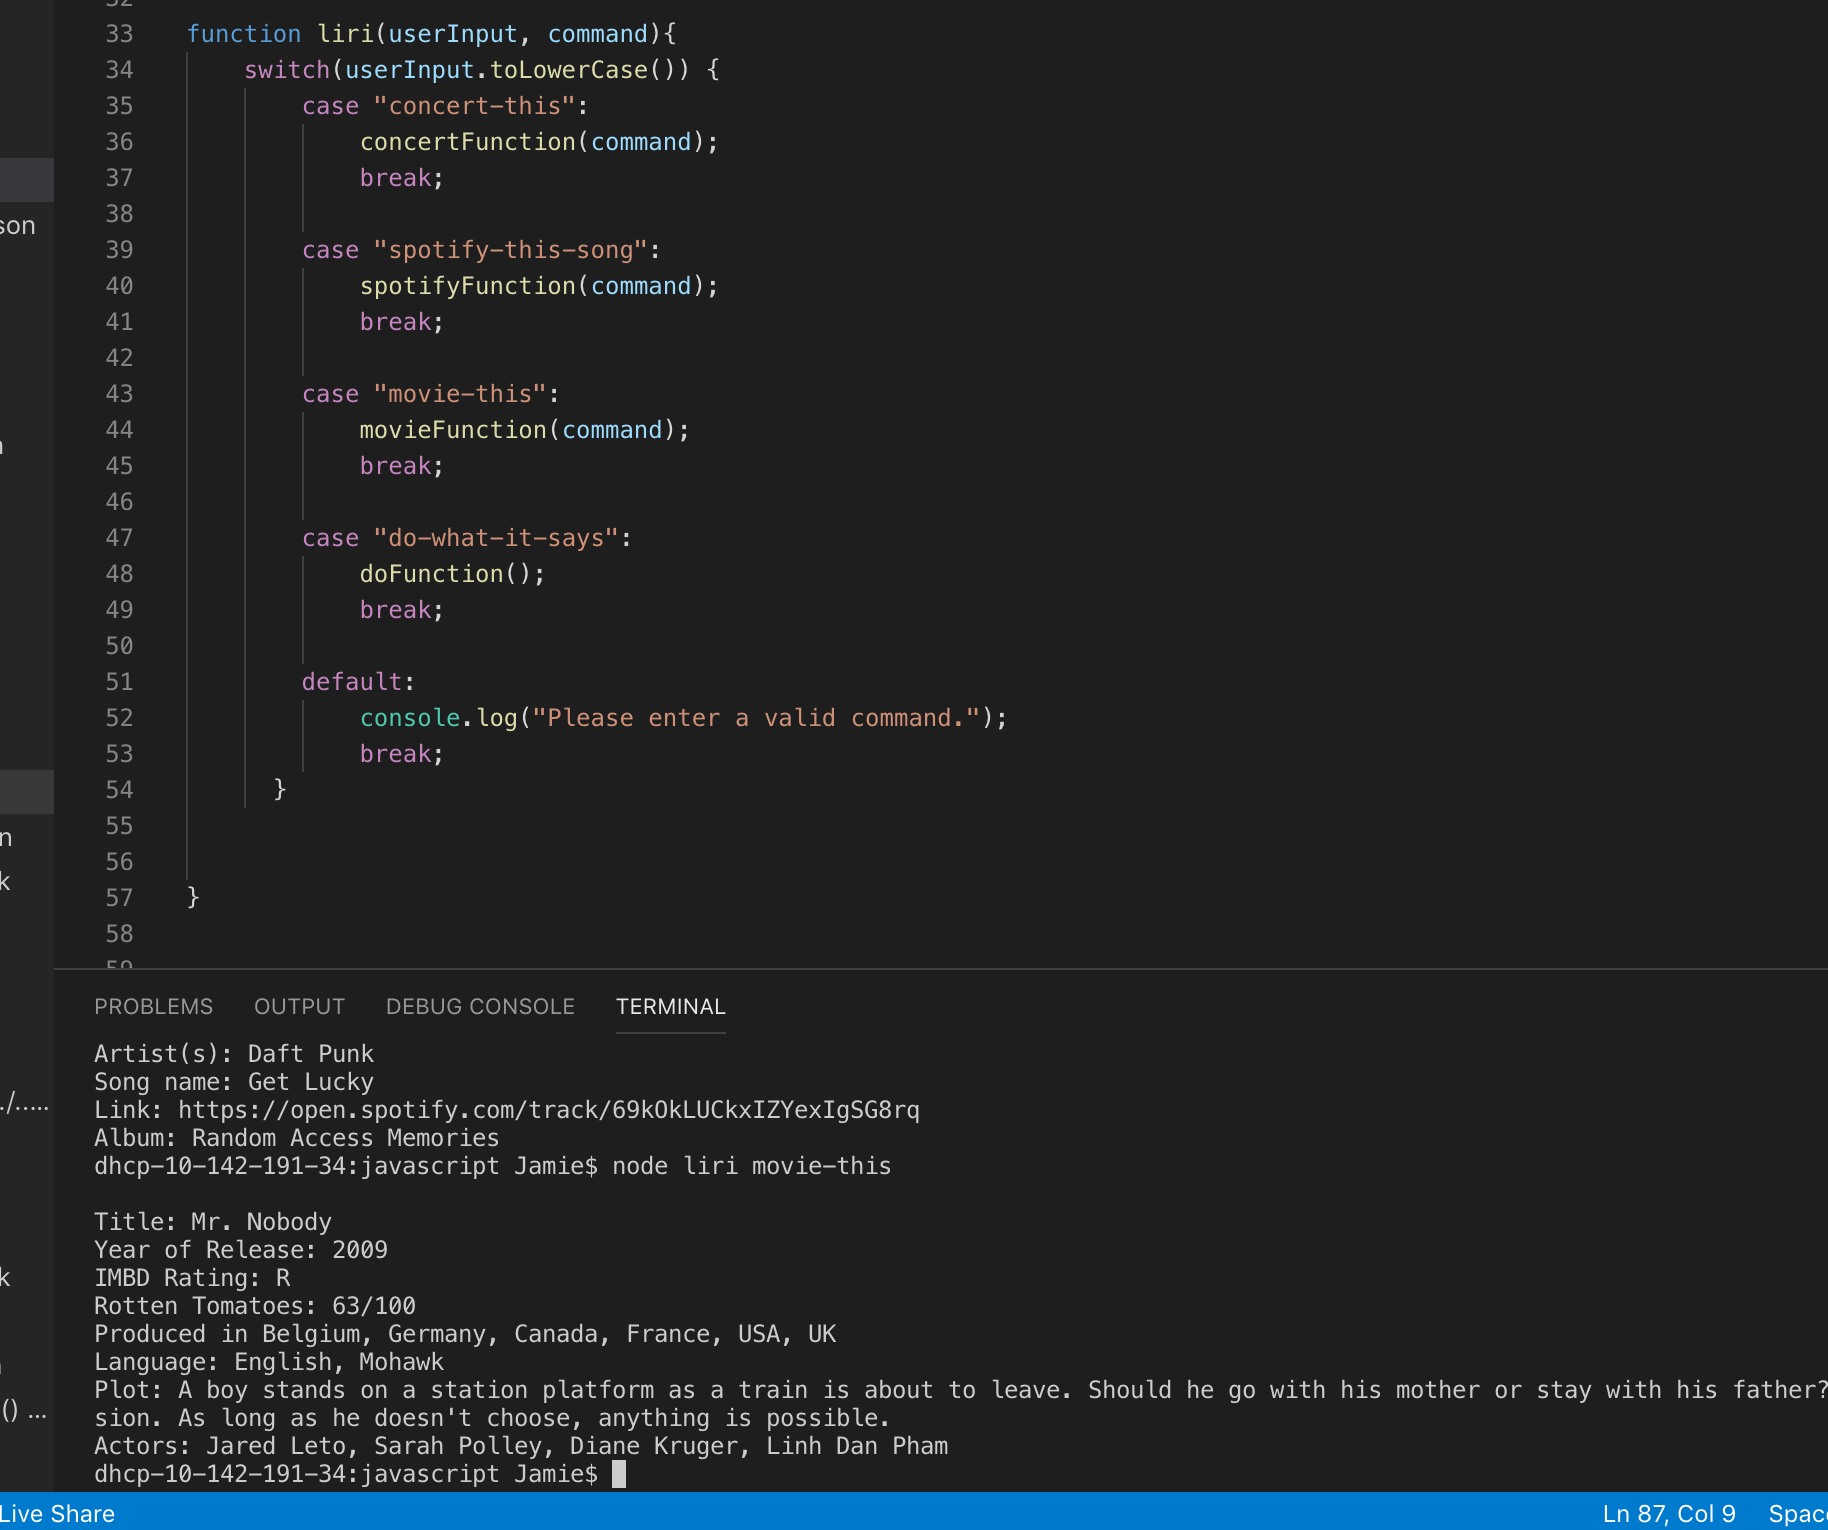 33 function liri(userInput, command){
34 switch(userInput.toLowerCase()) {
35 case "concert-this":
36 concertFunction(command);
37 break;
38
39 case "spotify-this-song":
40 spotifyFunction(command);
41 break;
42
43 case "movie-this":
44 movieFunction(command);
45 break;
46
47 case "do-what-it-says":
48 doFunction();
49 break;
50
51 default:
52 console.log("Please enter a valid command.");
53 break;
54 }
55
56
57 }
58
son
n
k
./.....
k
() ...
PROBLEMS OUTPUT DEBUG CONSOLE TERMINAL
Artist(s): Daft Punk
Song name: Get Lucky
Link: https://open.spotify.com/track/69kOkLUCkxIZYexIgSG8rq
Album: Random Access Memories
dhcp-10-142-191-34:javascript Jamie$ node liri movie-this
Title: Mr. Nobody
Year of Release: 2009
IMBD Rating: R
Rotten Tomatoes: 63/100
Produced in Belgium, Germany, Canada, France, USA, UK
Language: English, Mohawk
Plot: A boy stands on a station platform as a train is about to leave. Should he go with his mother or stay with his father?
sion. As long as he doesn't choose, anything is possible.
Actors: Jared Leto, Sarah Polley, Diane Kruger, Linh Dan Pham
dhcp-10-142-191-34:javascript Jamie$
Live Share Ln 87, Col 9 Spac